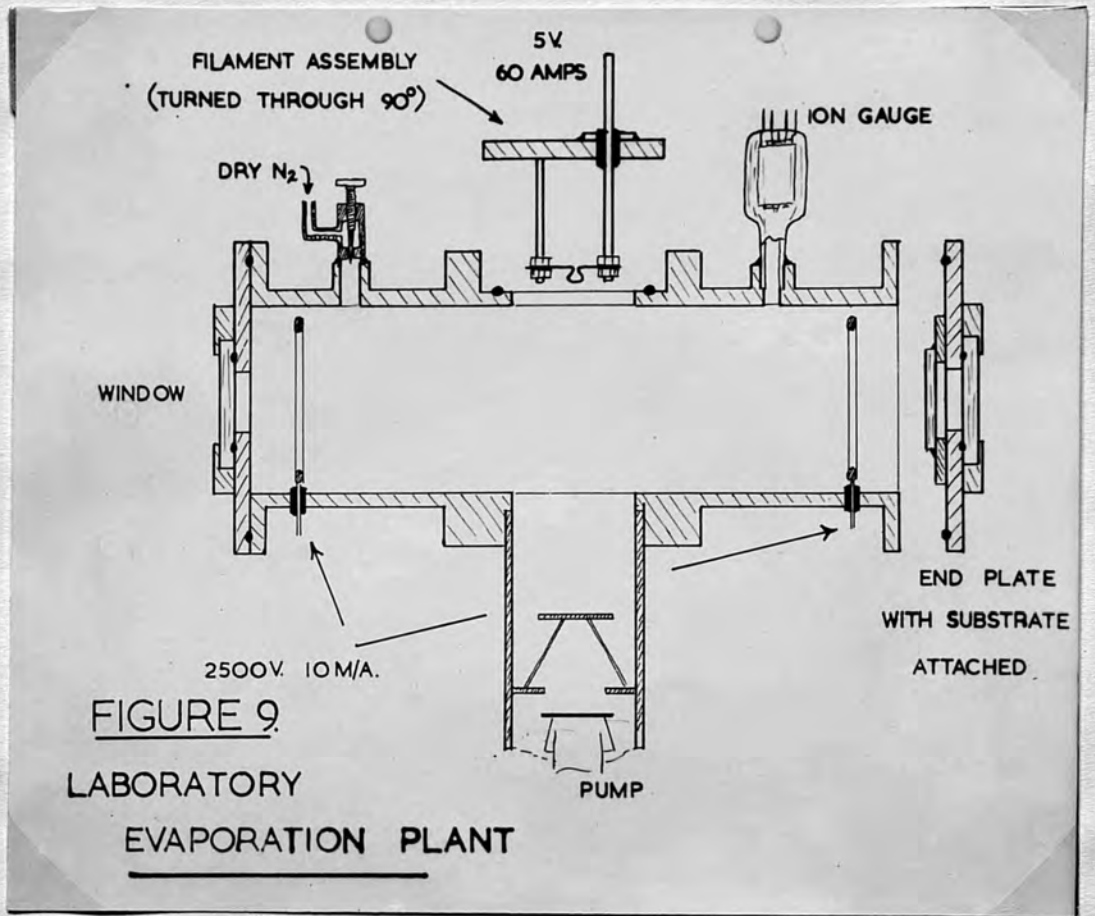 FILAMENT ASSEMBLY
(TURNED THROUGH 90°)
5V.
60 AMPS
ION GAUGE
DRY N2
WINDOW
END PLATE
WITH SUBSTRATE
ATTACHED.
2500V. 10 M/A.
PUMP
FIGURE 9.
LABORATORY
EVAPORATION PLANT